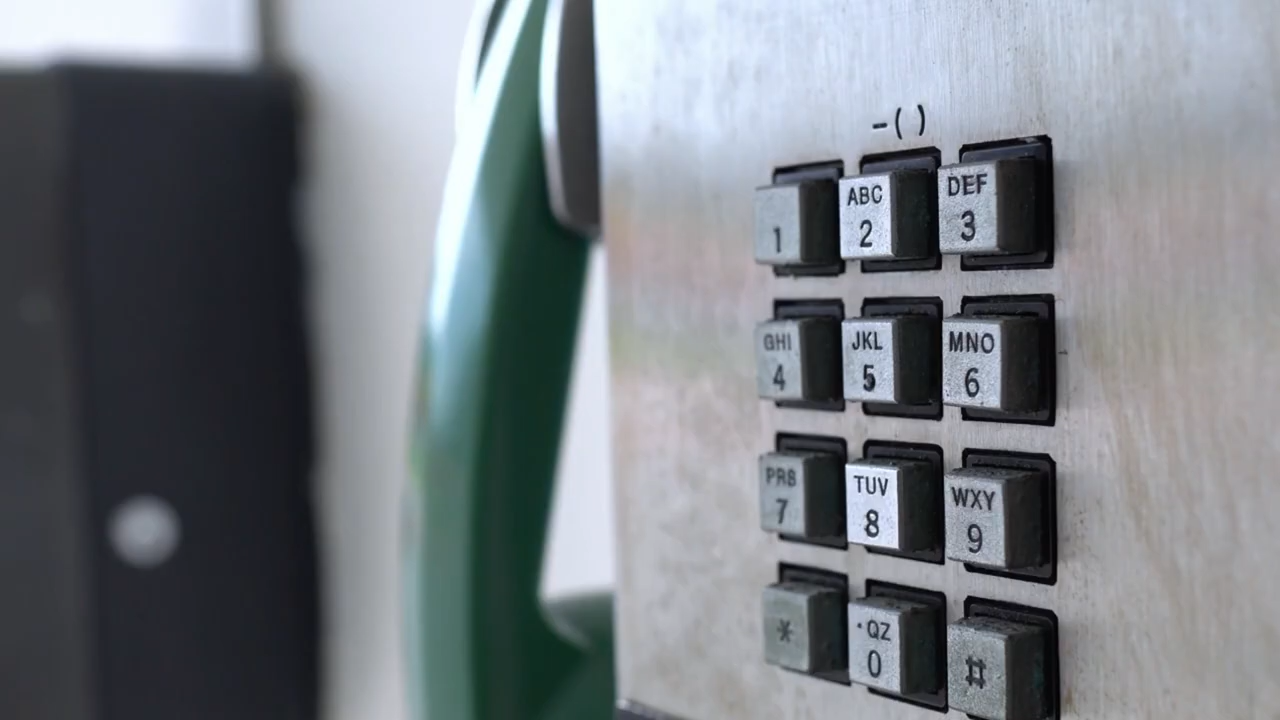 -()
ABC DEF
1 2 3
GHI JKL MNO
4 5 6
PRS TUV WXY
7 8 9
·QZ
* 0 #